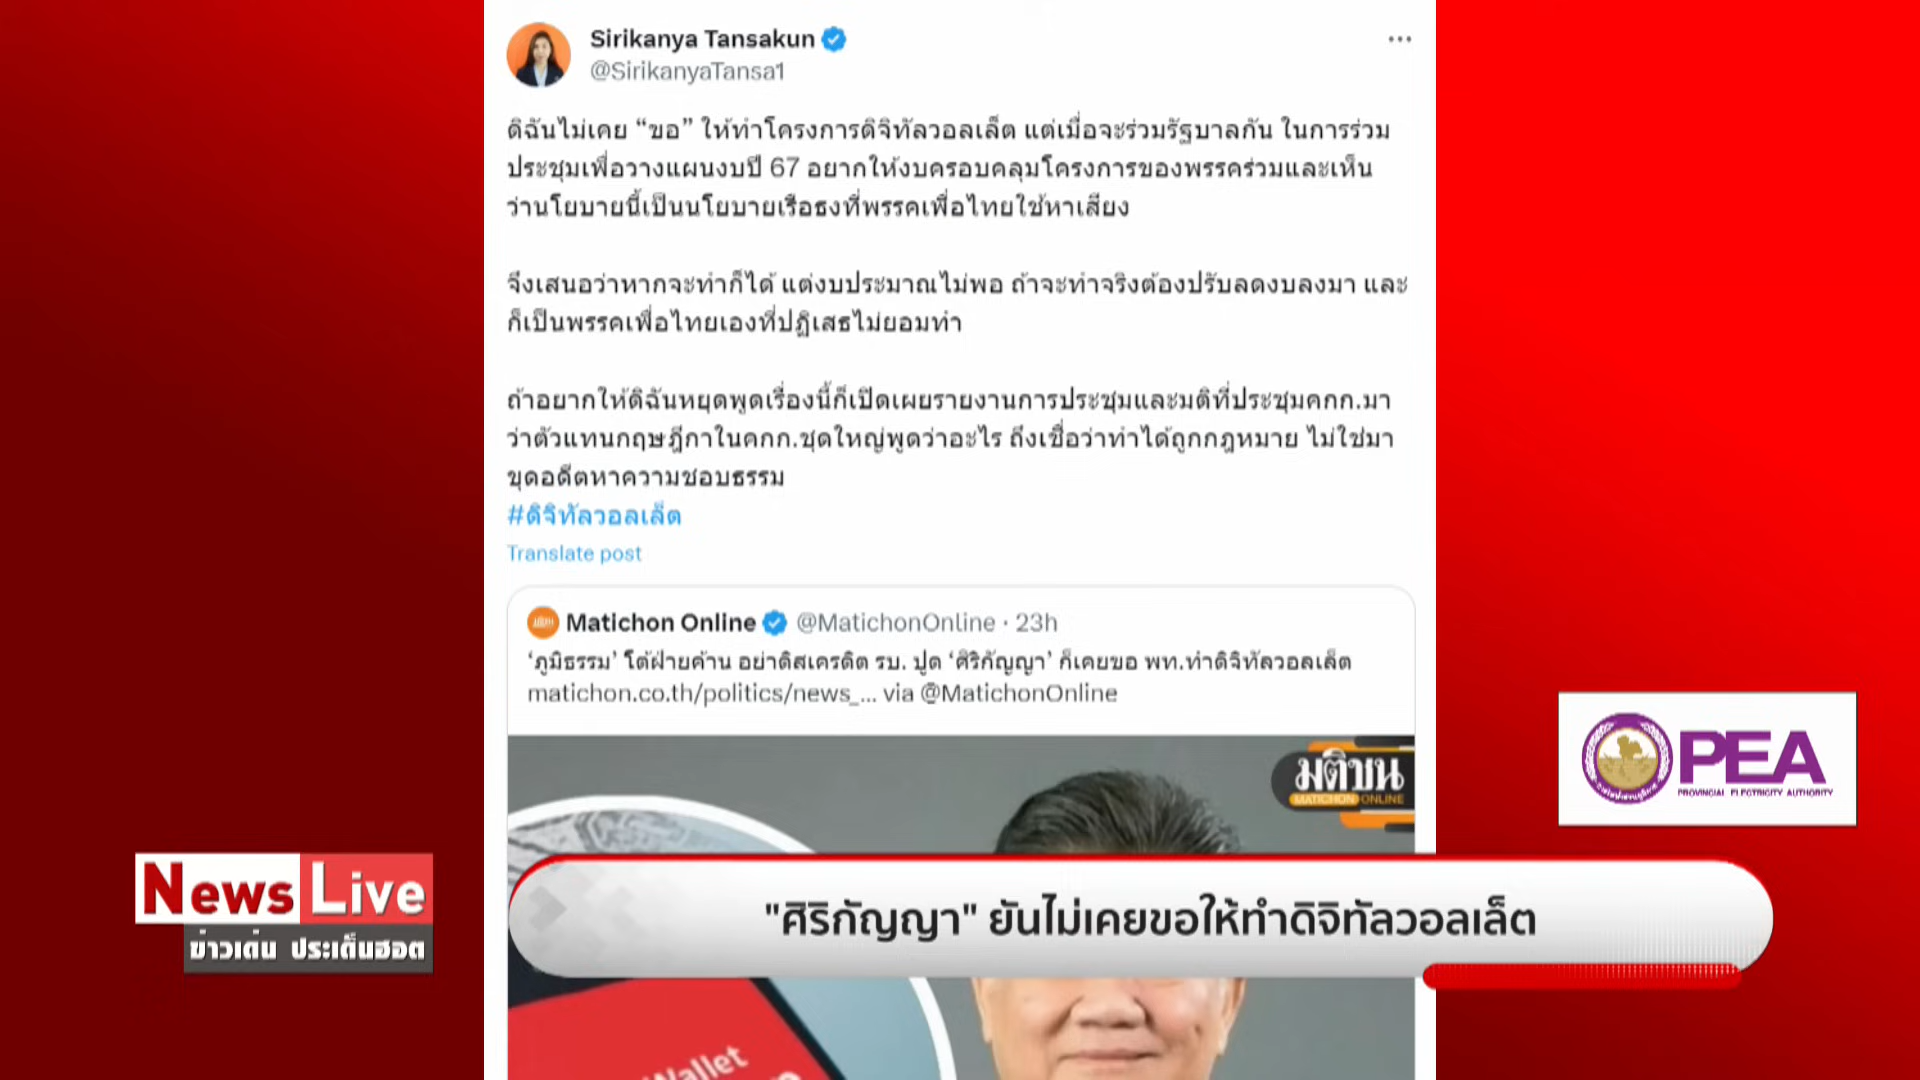 Sirikanya Tansakun
@SirikanyaTansa1
ดิฉันไม่เคย “ขอ” ให้ทำโครงการดิจิทัลวอลเล็ต แต่เมื่อจะร่วมรัฐบาลกัน ในการร่วม
ประชุมเพื่อวางแผนงบปี 67 อยากให้งบครอบคลุมโครงการของพรรคร่วมและเห็น
ว่านโยบายนี้เป็นนโยบายเรือธงที่พรรคเพื่อไทยใช้หาเสียง
จึงเสนอว่าหากจะทำก็ได้ แต่งบประมาณไม่พอ ถ้าจะทำจริงต้องปรับลดงบลงมา และ
ก็เป็นพรรคเพื่อไทยเองที่ปฏิเสธไม่ยอมทำ
ถ้าอยากให้ดิฉันหยุดพูดเรื่องนี้ก็เปิดเผยรายงานการประชุมและมติที่ประชุมคกก.มา
ว่าตัวแทนกฤษฎีกาในคกก.ชุดใหญ่พูดว่าอะไร ถึงเชื่อว่าทำได้ถูกกฎหมาย ไม่ใช่มา
ขุดอดีตหาความชอบธรรม
#ดิจิทัลวอลเล็ต
Translate post
Matichon Online @MatichonOnline · 23h
‘ภูมิธรรม’ โต้ฝ่ายค้าน อย่าดิสเครดิต รบ. ปูด ‘ศิริกัญญา’ ก็เคยขอ พท.ทำดิจิทัลวอลเล็ต
matichon.co.th/politics/news_... via @MatichonOnline
มติชน
MATICHON ONLINE
PEA
PROVINCIAL ELECTRICITY AUTHORITY
News Live
ข่าวเด่น ประเด็นฮอต
"ศิริกัญญา" ยันไม่เคยขอให้ทำดิจิทัลวอลเล็ต
Wallet